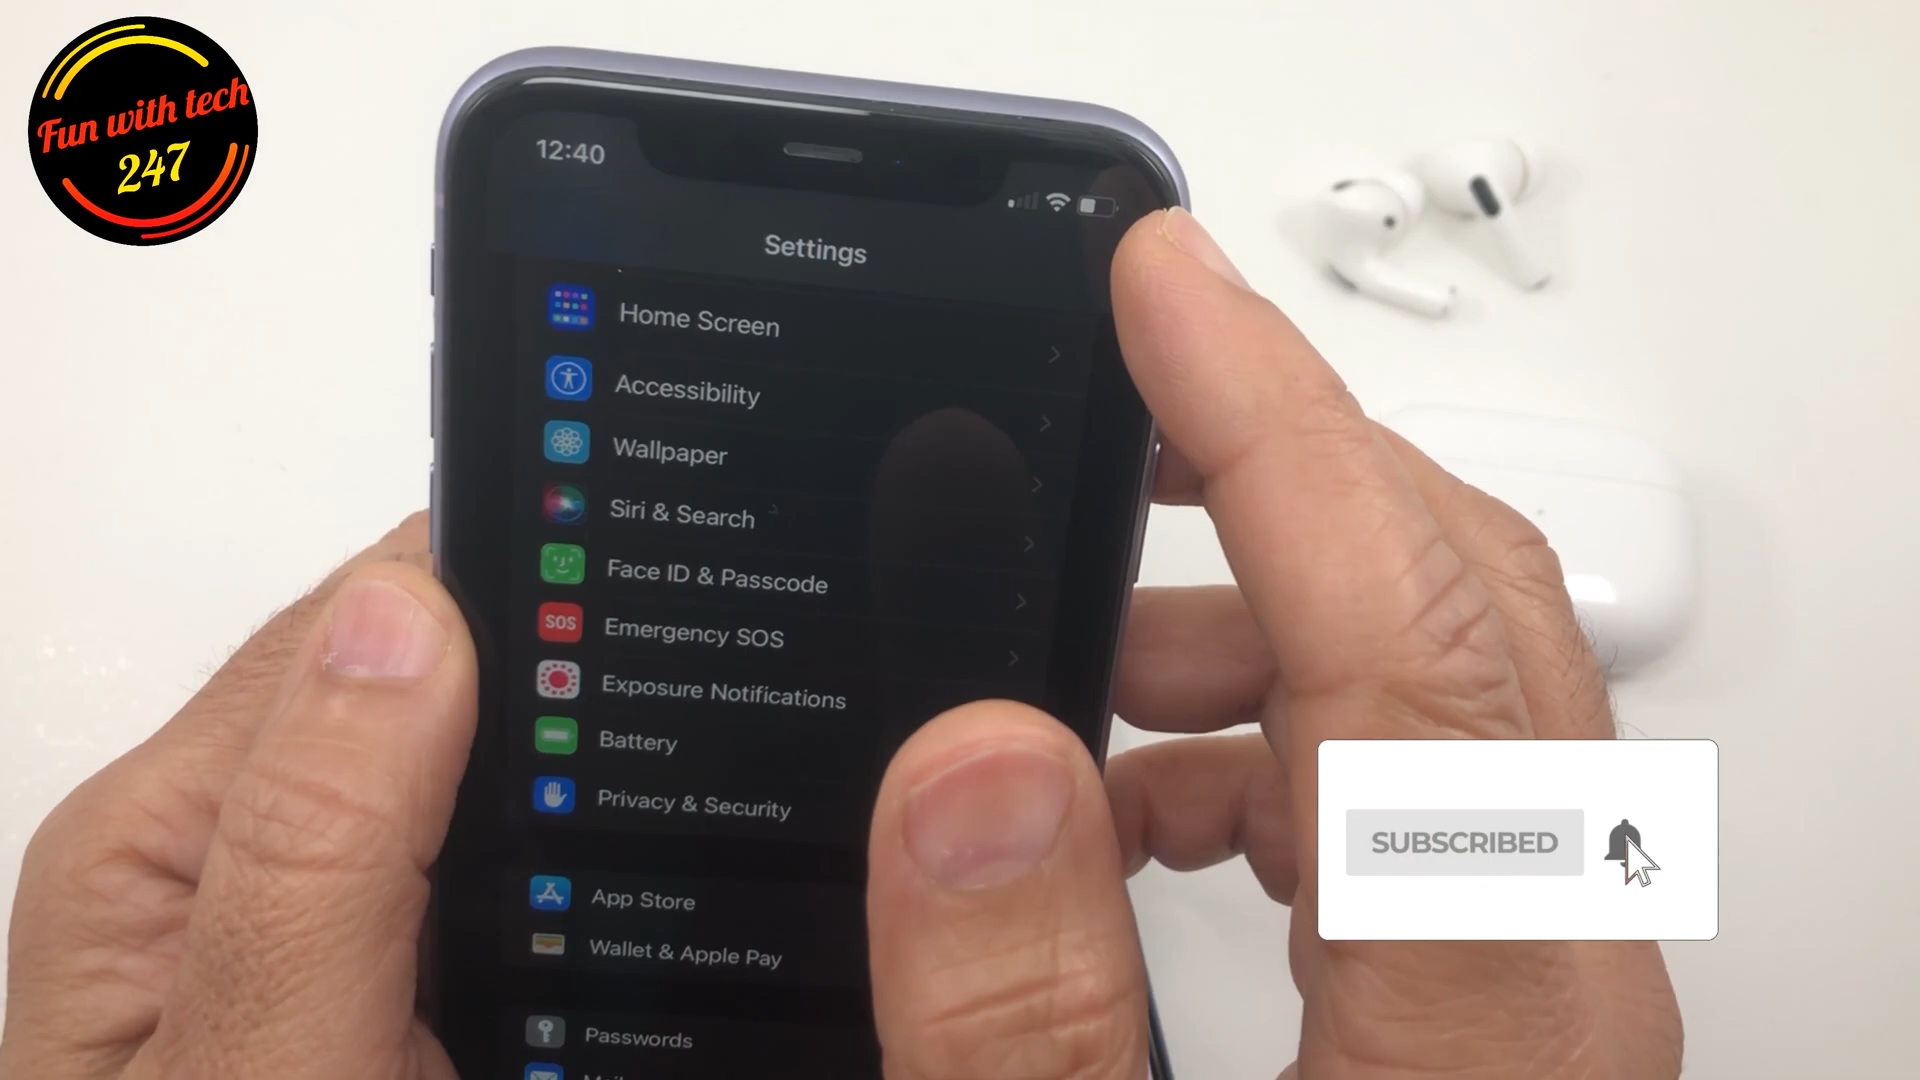 Fun with tech
247
12:40
Settings
Home Screen
Accessibility
Wallpaper
Siri & Search
Face ID & Passcode
SOS
Emergency SOS
Exposure Notifications
Battery
Privacy & Security
App Store
Wallet & Apple Pay
Passwords
SUBSCRIBED